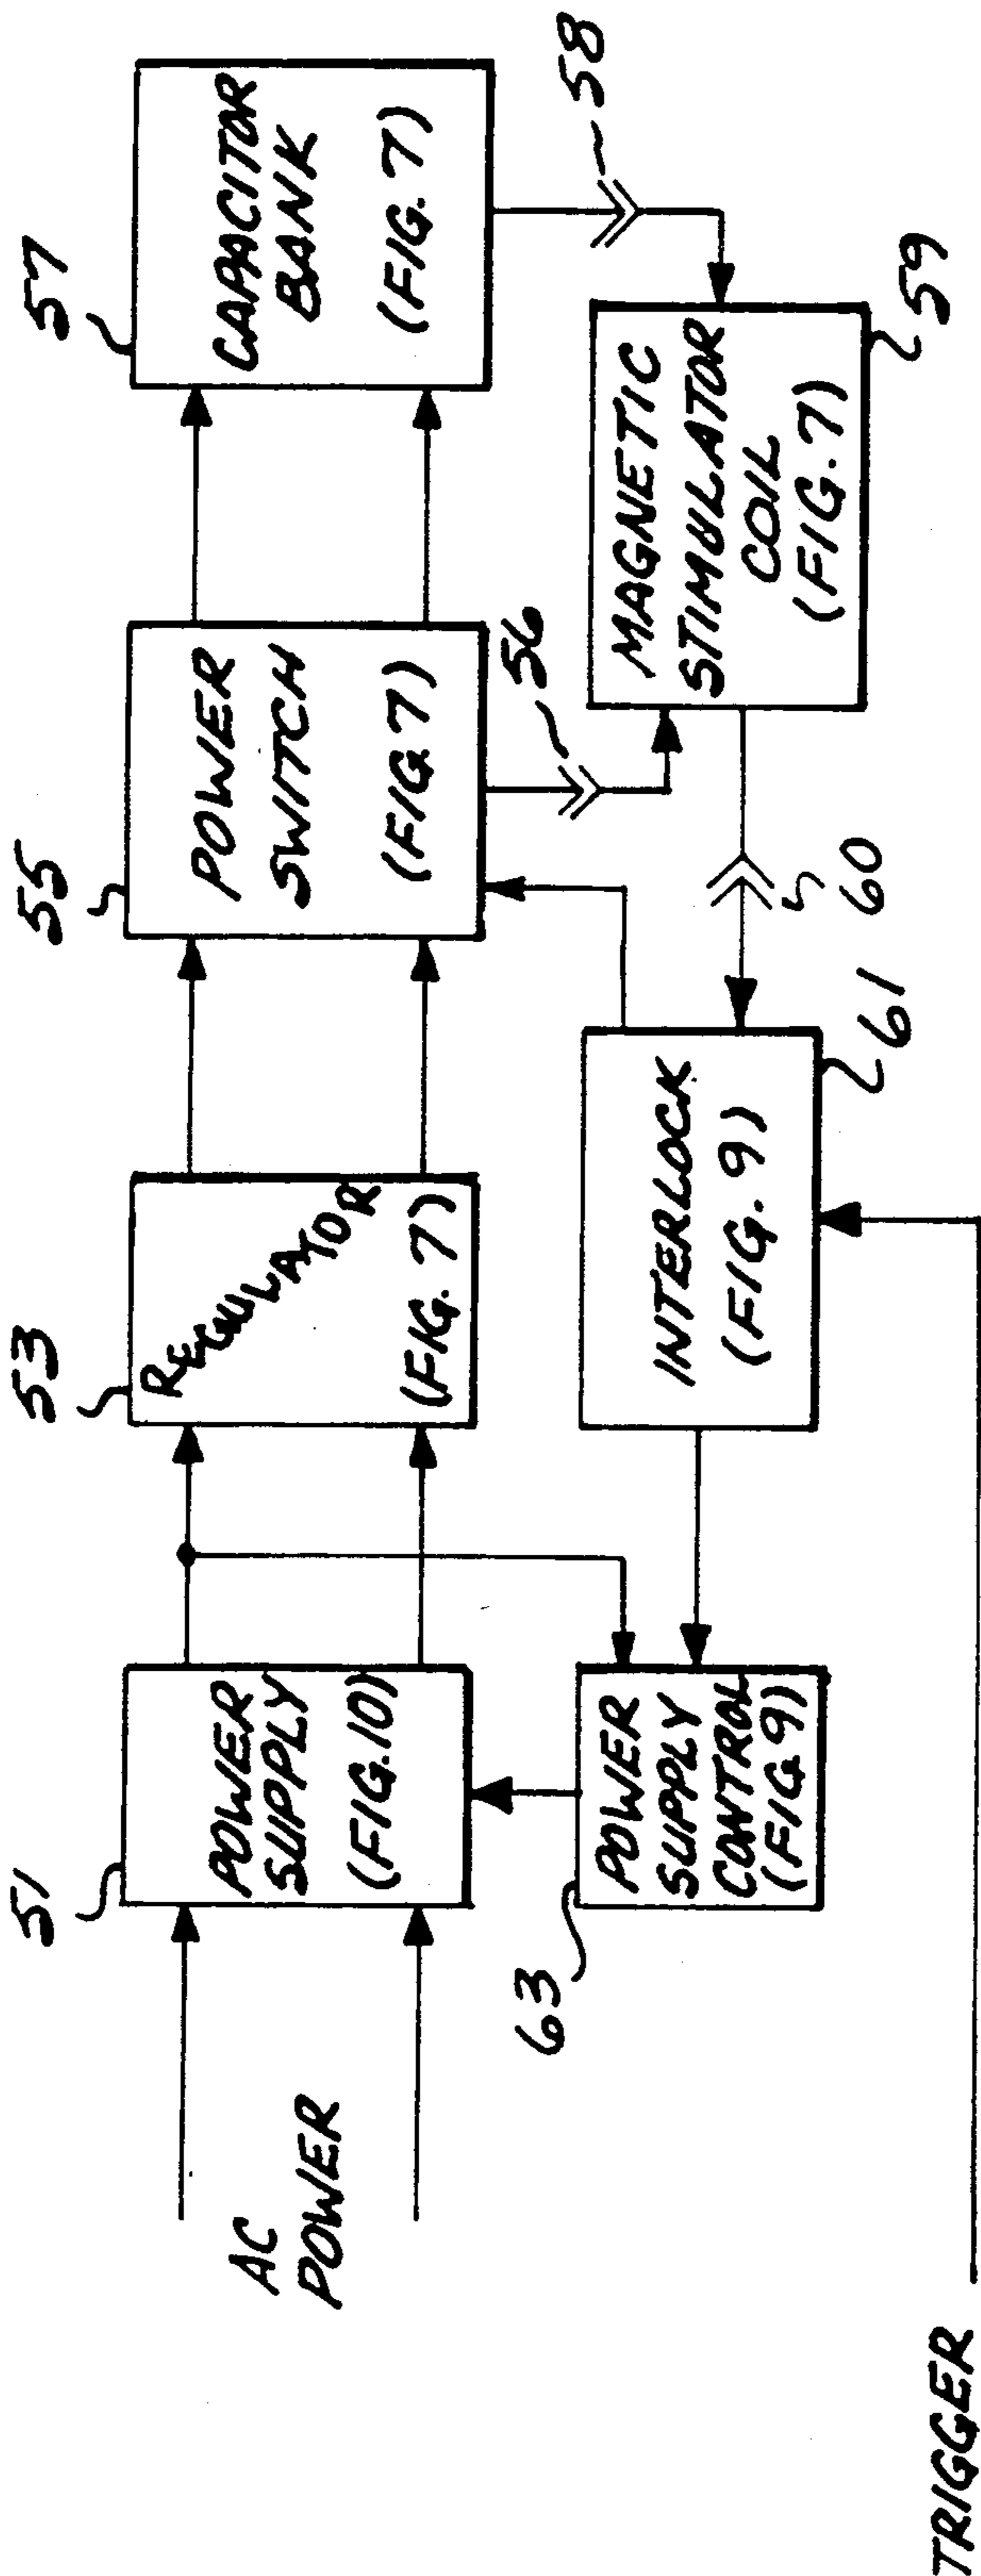 51
POWER
SUPPLY
(FIG.10)
53
REGULATOR
(FIG. 7)
55
POWER
SWITCH
(FIG 7)
57
CAPACITOR
BANK
(FIG. 7)
AC
POWER
63
POWER
SUPPLY
CONTROL
(FIG 9)
INTERLOCK
(FIG. 9)
61
60
56
MAGNETIC
STIMULATOR
COIL
(FIG. 7)
58
59
TRIGGER